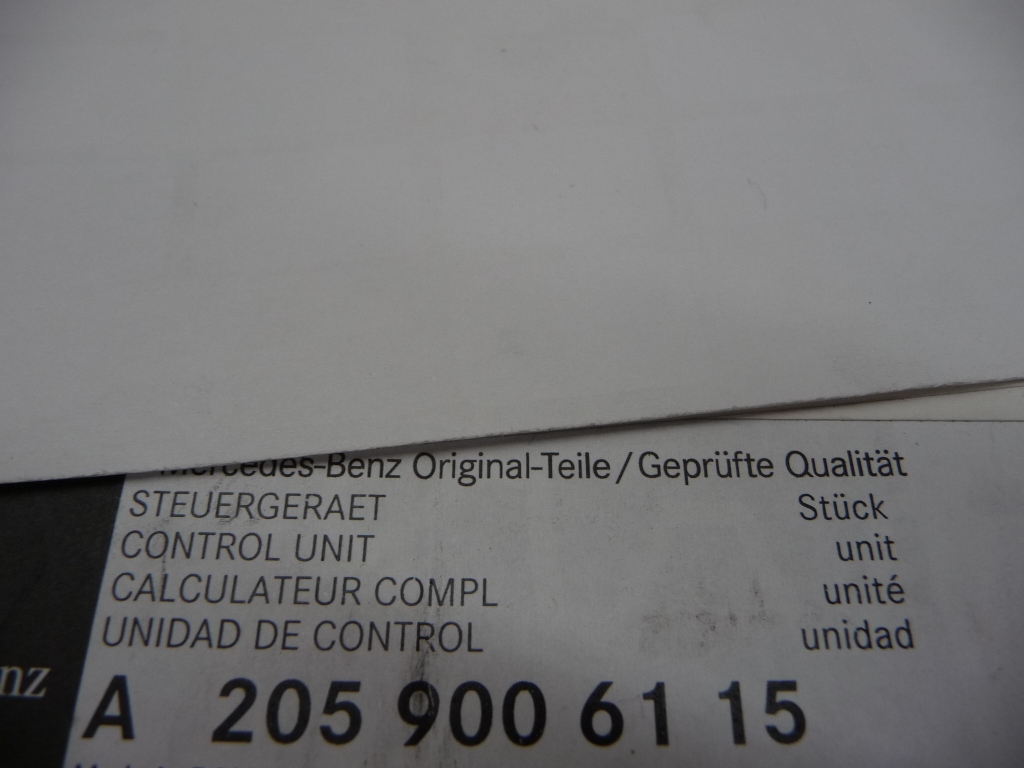 Mercedes-Benz Original-Teile / Geprüfte Qualität
STEUERGERAET Stück
CONTROL UNIT unit
CALCULATEUR COMPL unité
UNIDAD DE CONTROL unidad
nz
A 205 900 61 15